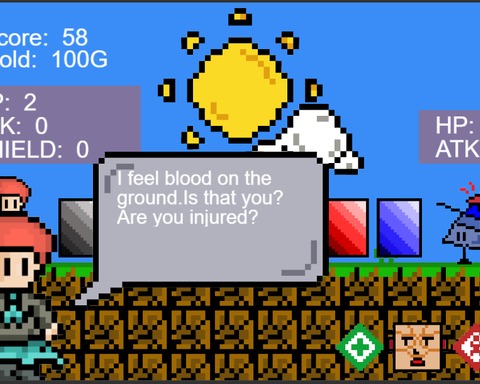 core: 58
old: 100G
P: 2
K: 0
HIELD: 0
HP:
ATK
I feel blood on the
ground.Is that you?
Are you injured?